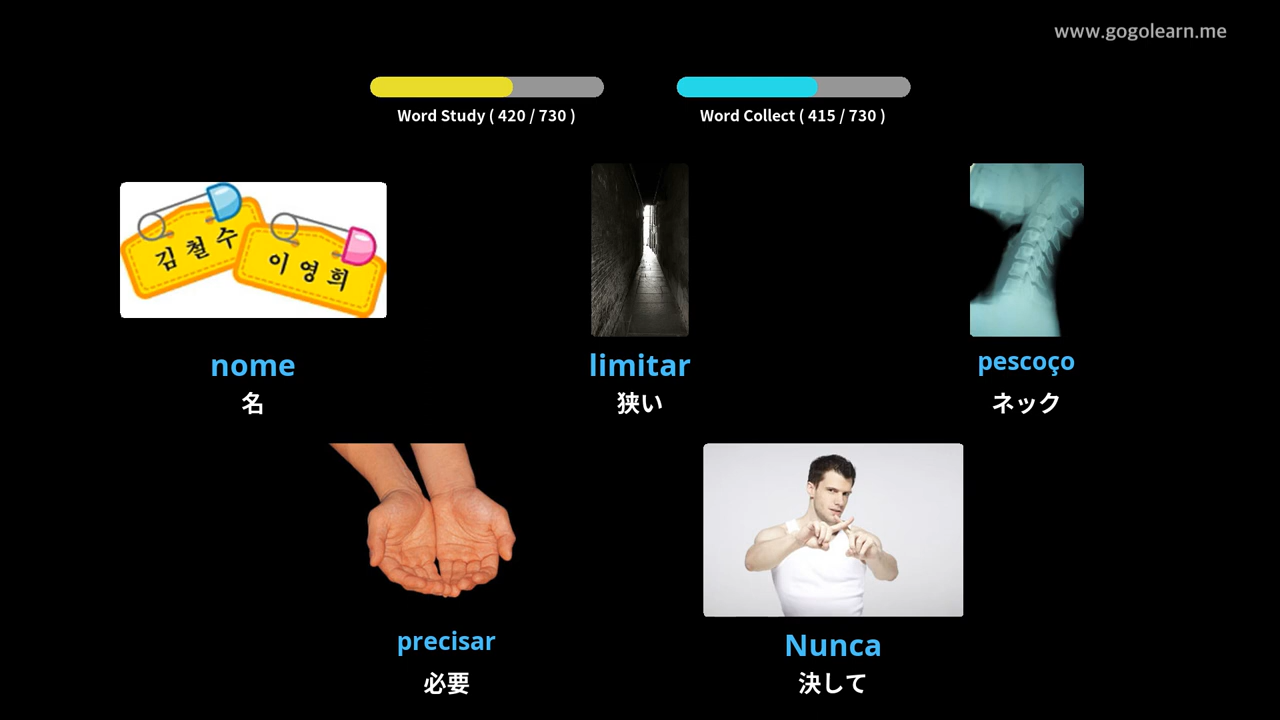 www.gogolearn.me
Word Study ( 420 / 730 )
Word Collect ( 415 / 730 )
김철수
이영희
nome
limitar
pescoço
名
狭い
ネック
precisar
Nunca
必要
決して